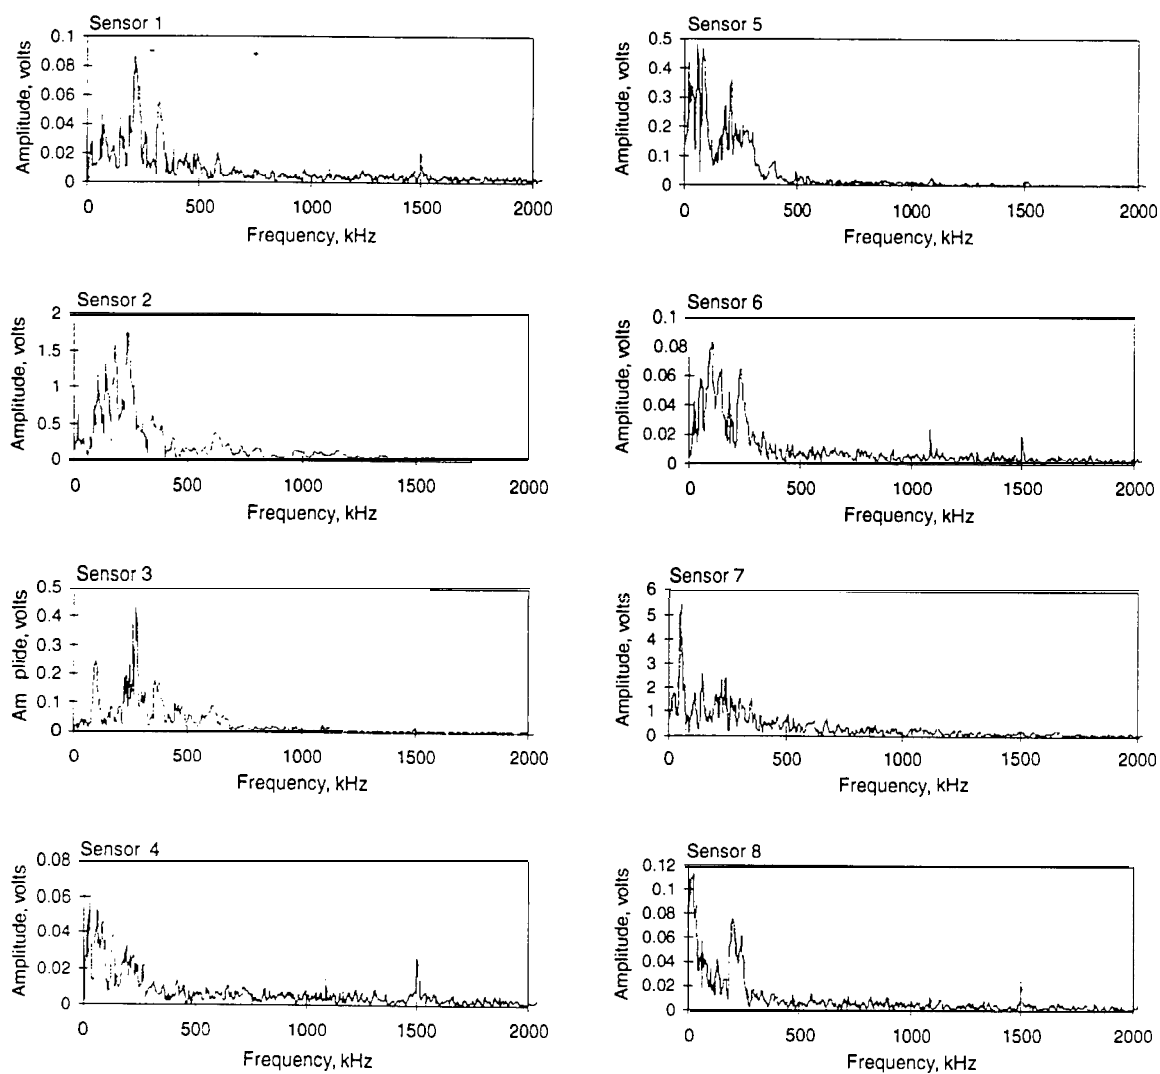 Sensor 1
Amplitude, volts
0.1
0.08
0.06
0.04
0.02
0
0 500 1000 1500 2000
Frequency, kHz
Sensor 5
Amplitude, volts
0.5
0.4
0.3
0.2
0.1
0
0 500 1000 1500 2000
Frequency, kHz
Sensor 2
Amplitude, volts
2
1.5
1
0.5
0
0 500 1000 1500 2000
Frequency, kHz
Sensor 6
Amplitude, volts
0.1
0.08
0.06
0.04
0.02
0
0 500 1000 1500 2000
Frequency, kHz
Sensor 3
Am plide, volts
0.5
0.4
0.3
0.2
0.1
0
0 500 1000 1500 2000
Frequency, kHz
Sensor 7
Amplitude, volts
6
5
4
3
2
1
0
0 500 1000 1500 2000
Frequency, kHz
Sensor 4
Amplitude, volts
0.08
0.06
0.04
0.02
0
0 500 1000 1500 2000
Frequency, kHz
Sensor 8
Amplitude, volts
0.12
0.1
0.08
0.06
0.04
0.02
0
0 500 1000 1500 2000
Frequency, kHz